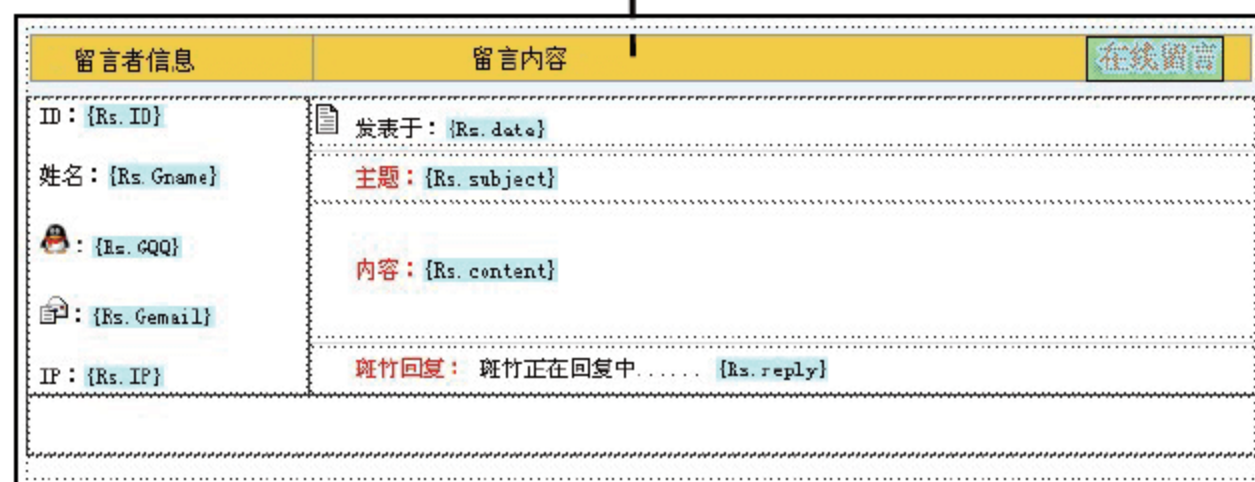 留言者信息 留言内容 在线留言
ID：{Rs.ID}
发表于：{Rs.date}
姓名：{Rs.Gname}
主题：{Rs.subject}
：{Rs.GQQ}
内容：{Rs.content}
：{Rs.Gemail}
斑竹回复： 斑竹正在回复中...... {Rs.reply}
IP：{Rs.IP}